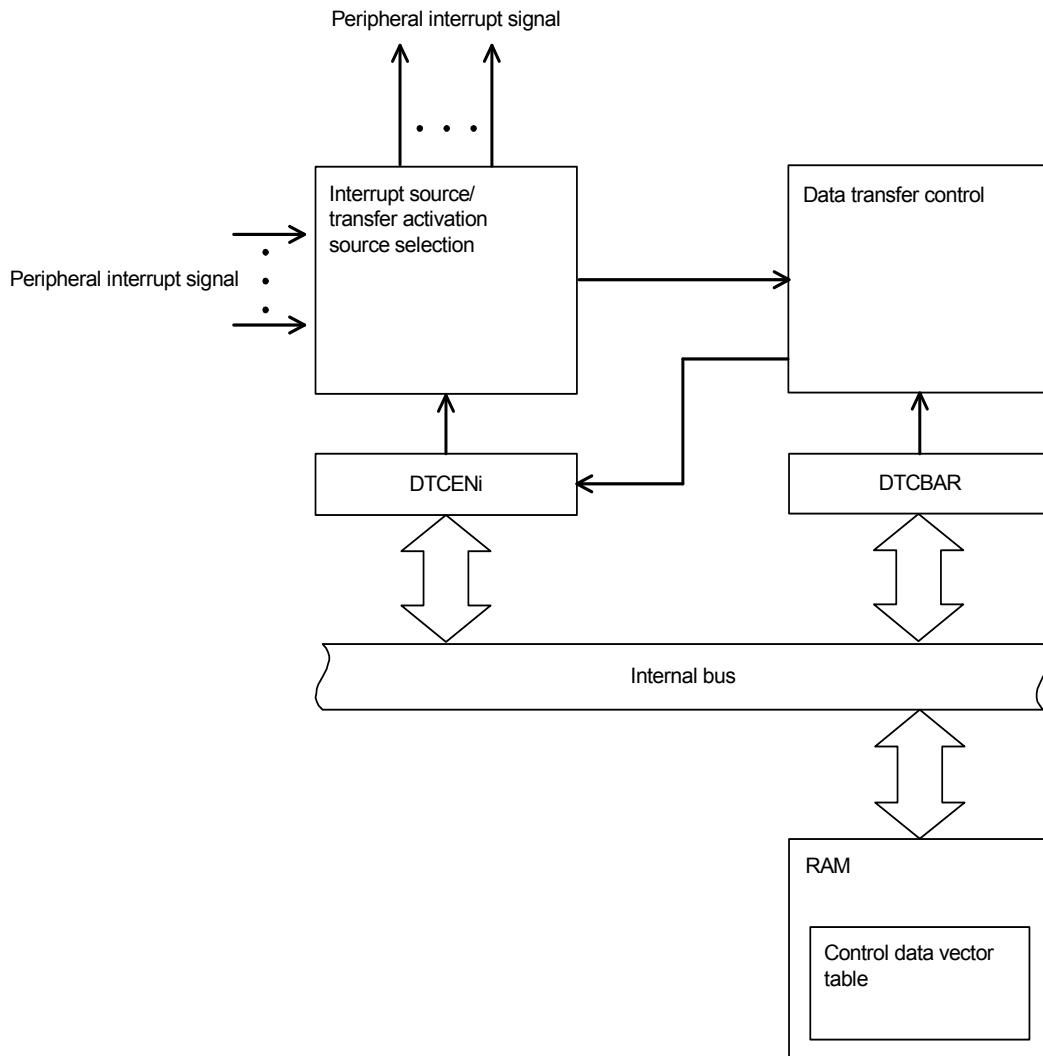 Peripheral interrupt signal
Interrupt source/
transfer activation
source selection
Data transfer control
Peripheral interrupt signal
DTCENi
DTCBAR
Internal bus
RAM
Control data vector
table